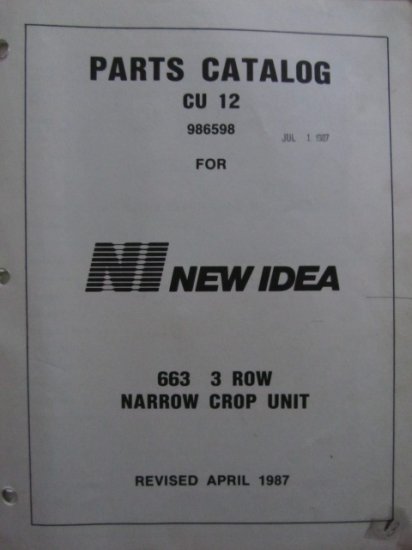 PARTS CATALOG
CU 12
986598
JUL 1 1987
FOR
NI NEW IDEA
663 3 ROW
NARROW CROP UNIT
REVISED APRIL 1987